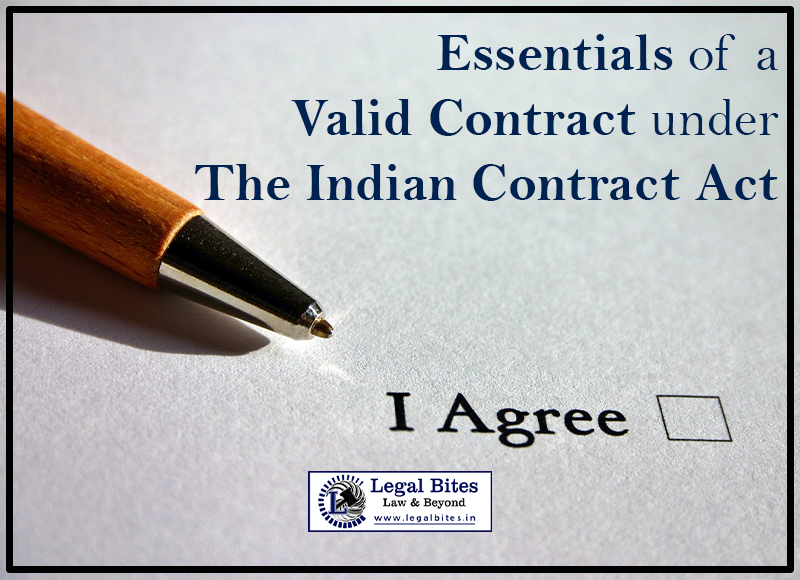 Essentials of a
Valid Contract under
The Indian Contract Act
I Agree
Legal Bites
Law & Beyond
www.legalbites.in